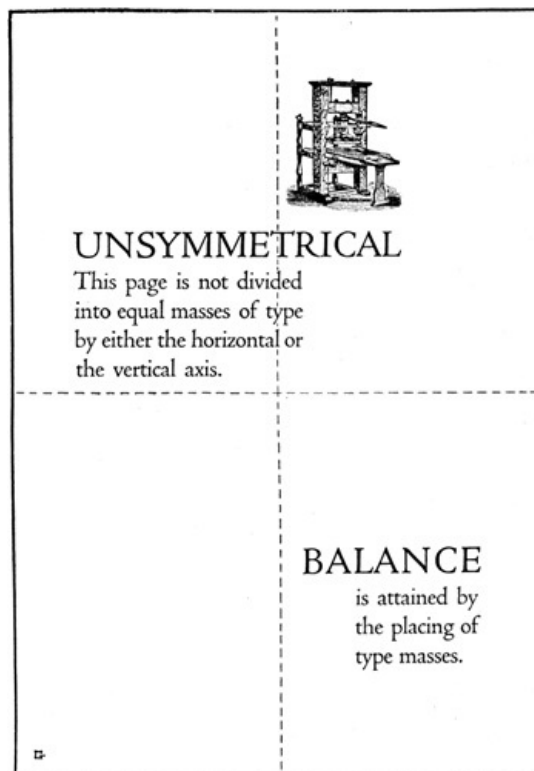 UNSYMMETRICAL
This page is not divided
into equal masses of type
by either the horizontal or
the vertical axis.
BALANCE
is attained by
the placing of
type masses.